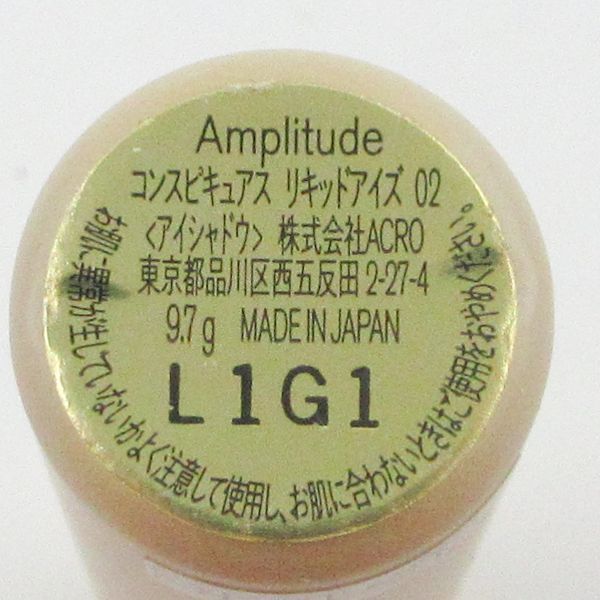 Amplitude
コンスピキュアス リキッドアイズ 02
〈アイシャドウ〉 株式会社ACRO
東京都品川区西五反田 2-27-4
9.7g MADE IN JAPAN
L1G1
お肌に異常が生じていないかよく注意して使用し、お肌に合わないときはご使用をおやめください。